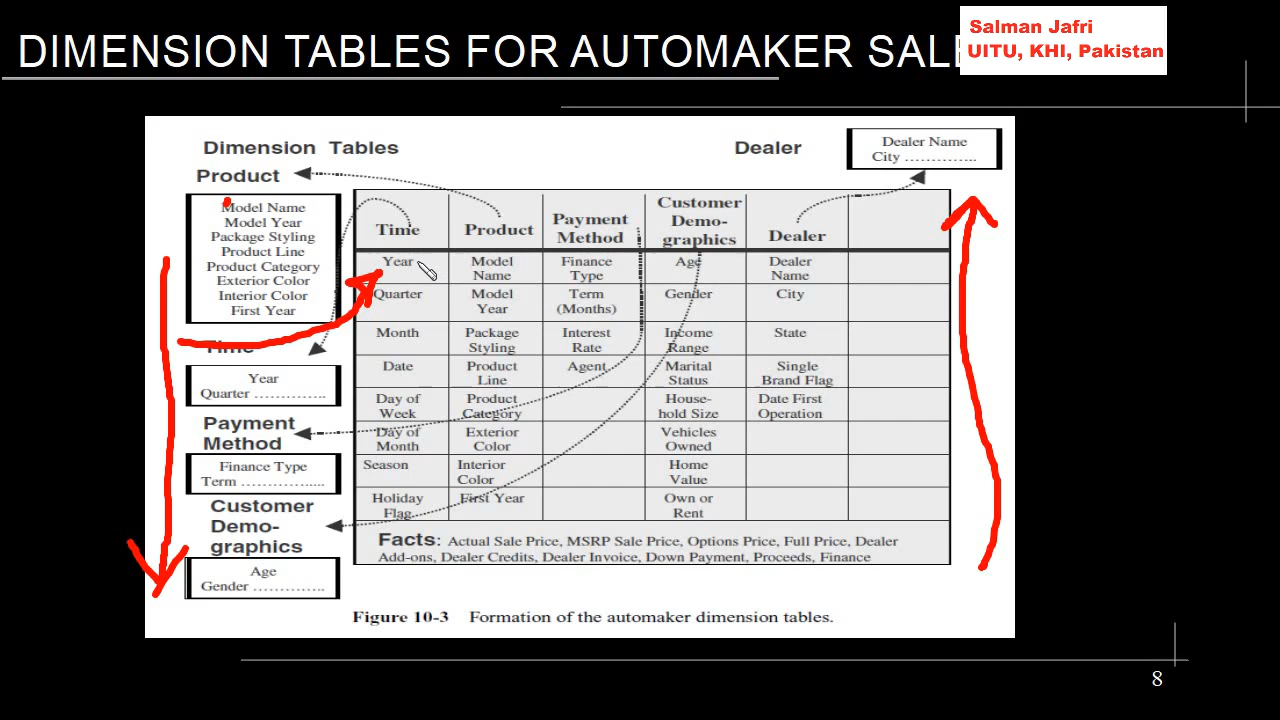 DIMENSION TABLES FOR AUTOMAKER SALE
Salman Jafri
UITU, KHI, Pakistan
Dimension Tables
Product
Model Name
Model Year
Package Styling
Product Line
Product Category
Exterior Color
Interior Color
First Year
Time
Year
Quarter …………..
Payment
Method
Finance Type
Term ………….....
Customer
Demo-
graphics
Age
Gender …………..
Dealer
Dealer Name
City …………..
Time
Product
Payment
Method
Customer
Demo-
graphics
Dealer
Year
Model
Name
Finance
Type
Age
Dealer
Name
Quarter
Model
Year
Term
(Months)
Gender
City
Month
Package
Styling
Interest
Rate
Income
Range
State
Date
Product
Line
Agent
Marital
Status
Single
Brand Flag
Day of
Week
Product
Category
House-
hold Size
Date First
Operation
Day of
Month
Exterior
Color
Vehicles
Owned
Season
Interior
Color
Home
Value
Holiday
Flag
First Year
Own or
Rent
Facts: Actual Sale Price, MSRP Sale Price, Options Price, Full Price, Dealer
Add-ons, Dealer Credits, Dealer Invoice, Down Payment, Proceeds, Finance
Figure 10-3 Formation of the automaker dimension tables.
8